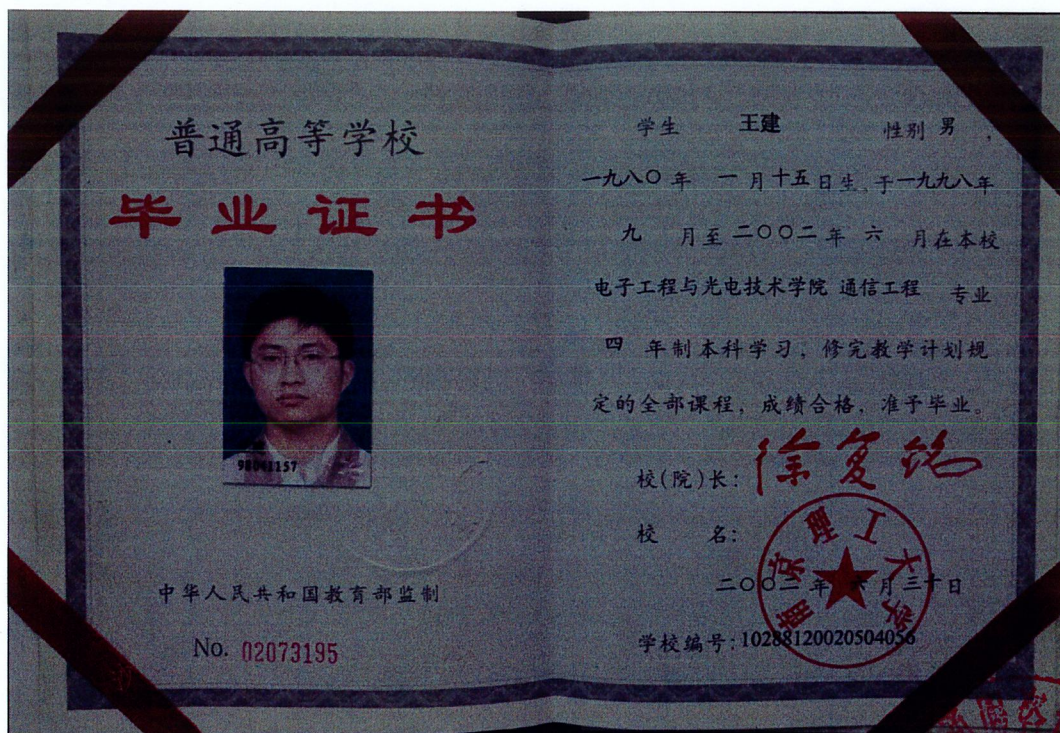 普通高等学校
毕业证书
98041157
中华人民共和国教育部监制
No. 02073195
学生 王建 性别 男,
一九八〇年 一月十五日生,于一九九八年
九 月至二〇〇二年 六 月在本校
电子工程与光电技术学院 通信工程 专业
四 年制本科学习,修完教学计划规
定的全部课程,成绩合格,准予毕业。
校(院)长: 徐复铭
校 名:
南京理工大学
二〇〇二年 六月三十日
学校编号:10288120020504056